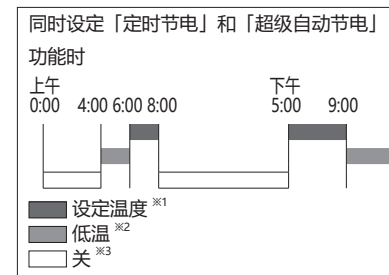 同时设定「定时节电」和「超级自动节电」
功能时
上午 下午
0:00 4:00 6:00 8:00 5:00 9:00
设定温度 ※1
低温 ※2
关 ※3